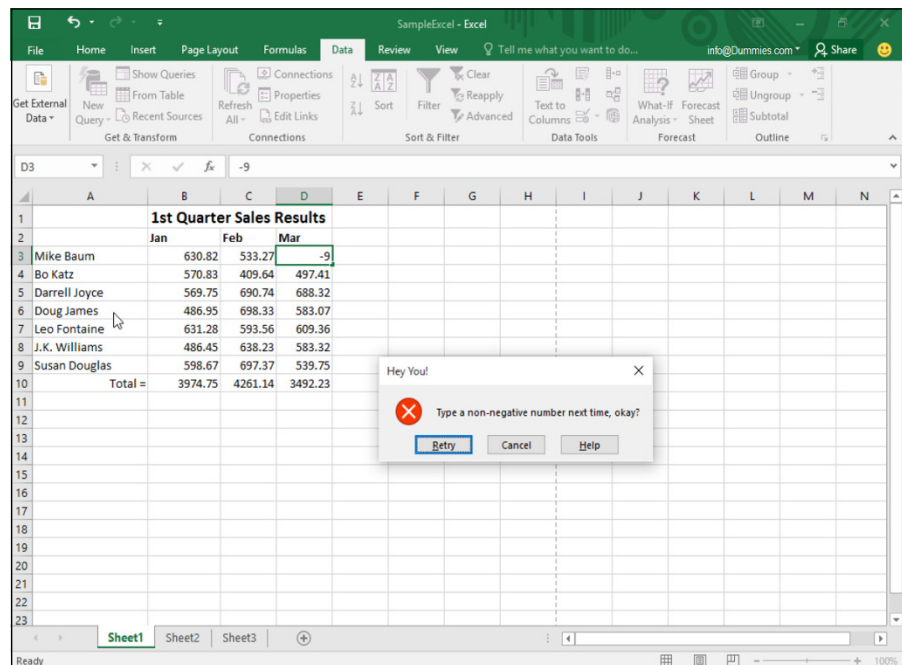 SampleExcel - Excel
File Home Insert Page Layout Formulas Data Review View Tell me what you want to do... info@Dummies.com Share
Get External Data
New Query
Show Queries
From Table
Recent Sources
Get & Transform
Refresh All
Connections
Properties
Edit Links
Connections
Sort
Filter
Clear
Reapply
Advanced
Sort & Filter
Text to Columns
Data Tools
What-If Analysis
Forecast Sheet
Forecast
Group
Ungroup
Subtotal
Outline
D3 fx -9
A B C D E F G H I J K L M N
1 1st Quarter Sales Results
2 Jan Feb Mar
3 Mike Baum 630.82 533.27 -9
4 Bo Katz 570.83 409.64 497.41
5 Darrell Joyce 569.75 690.74 688.32
6 Doug James 486.95 698.33 583.07
7 Leo Fontaine 631.28 593.56 609.36
8 J.K. Williams 486.45 638.23 583.32
9 Susan Douglas 598.67 697.37 539.75
10 Total = 3974.75 4261.14 3492.23
11
12
13
14
15
16
17
18
19
20
21
22
23
Hey You!
Type a non-negative number next time, okay?
Retry Cancel Help
Sheet1 Sheet2 Sheet3
Ready 100%